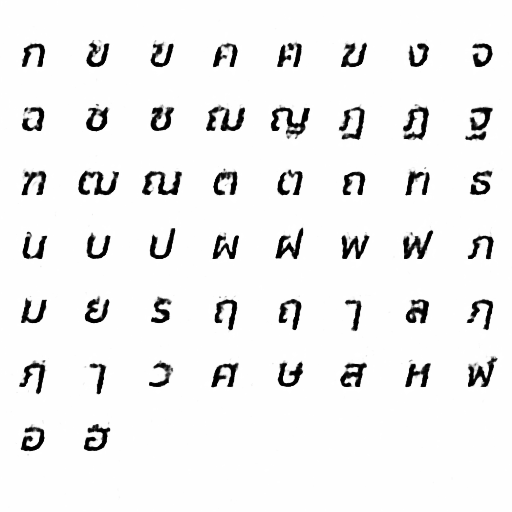 ก ข ฃ ค ฅ ฆ ง จ
ฉ ช ซ ฌ ญ ฎ ฏ ฐ
ฑ ฒ ณ ด ต ถ ท ธ
น บ ป ผ ฝ พ ฟ ภ
ม ย ร ฤ ฤ ๅ ล ฦ
ฦ ๅ ว ศ ษ ส ห ฬ
อ ฮ